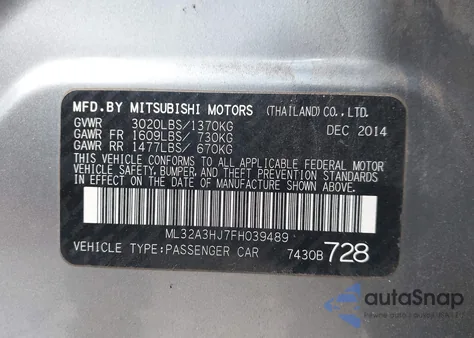 MFD. BY MITSUBISHI MOTORS (THAILAND) CO., LTD.
GVWR 3020LBS/1370KG DEC 2014
GAWR FR 1609LBS/ 730KG
GAWR RR 1477LBS/ 670KG
THIS VEHICLE CONFORMS TO ALL APPLICABLE FEDERAL MOTOR
VEHICLE SAFETY, BUMPER, AND THEFT PREVENTION STANDARDS
IN EFFECT ON THE DATE OF MANUFACTURE SHOWN ABOVE.
ML32A3HJ7FH039489
VEHICLE TYPE:PASSENGER CAR 7430B 728
autoSnap